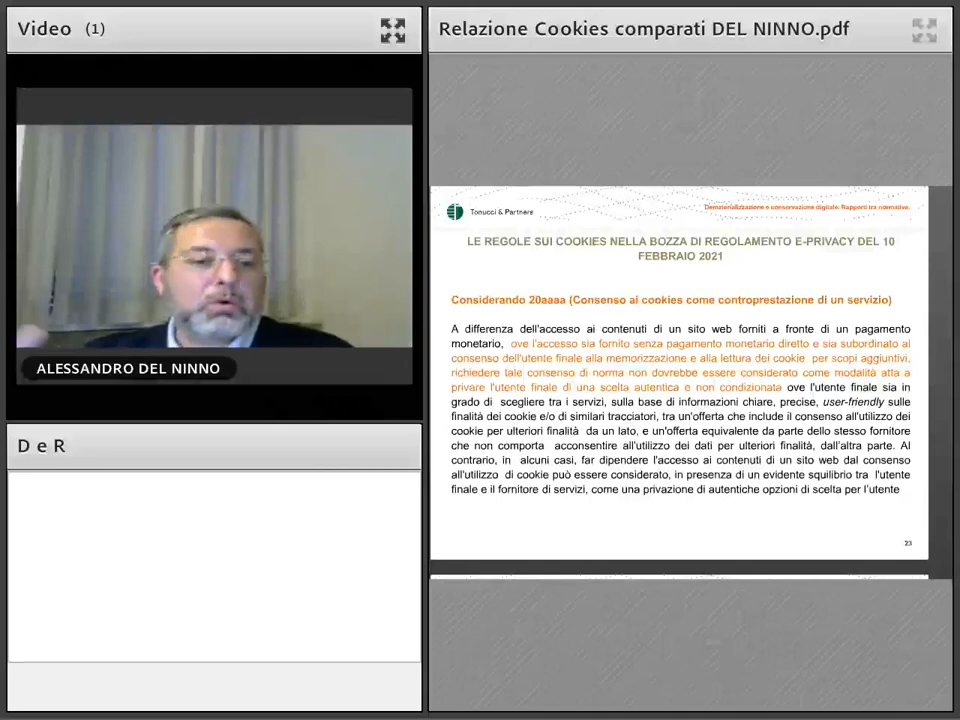 Video (1)
Relazione Cookies comparati DEL NINNO.pdf
ALESSANDRO DEL NINNO
D e R
Tonucci & Partners
Dematerializzazione e conservazione digitale. Rapporti tra normative.
LE REGOLE SUI COOKIES NELLA BOZZA DI REGOLAMENTO E-PRIVACY DEL 10
FEBBRAIO 2021
Considerando 20aaaa (Consenso ai cookies come controprestazione di un servizio)
A differenza dell'accesso ai contenuti di un sito web forniti a fronte di un pagamento
monetario, ove l'accesso sia fornito senza pagamento monetario diretto e sia subordinato al
consenso dell'utente finale alla memorizzazione e alla lettura dei cookie per scopi aggiuntivi,
richiedere tale consenso di norma non dovrebbe essere considerato come modalità atta a
privare l'utente finale di una scelta autentica e non condizionata ove l'utente finale sia in
grado di scegliere tra i servizi, sulla base di informazioni chiare, precise, user-friendly sulle
finalità dei cookie e/o di similari tracciatori, tra un'offerta che include il consenso all'utilizzo dei
cookie per ulteriori finalità da un lato, e un'offerta equivalente da parte dello stesso fornitore
che non comporta acconsentire all'utilizzo dei dati per ulteriori finalità, dall'altra parte. Al
contrario, in alcuni casi, far dipendere l'accesso ai contenuti di un sito web dal consenso
all'utilizzo di cookie può essere considerato, in presenza di un evidente squilibrio tra l'utente
finale e il fornitore di servizi, come una privazione di autentiche opzioni di scelta per l'utente
23